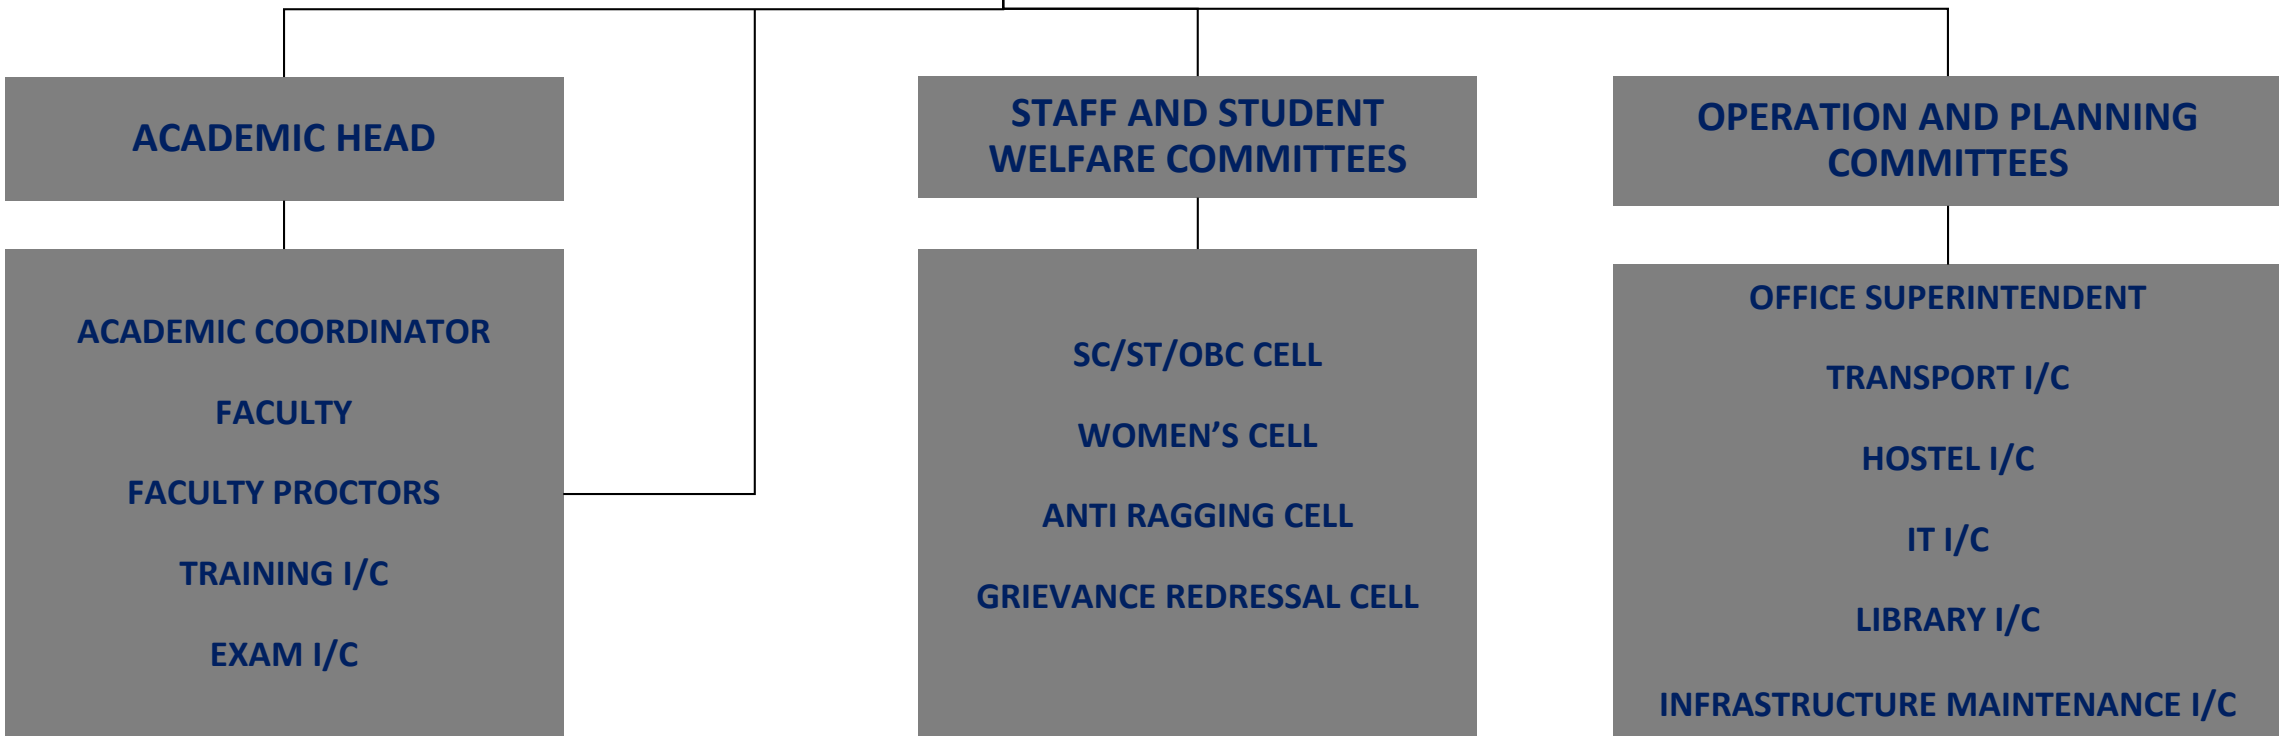 ACADEMIC HEAD
STAFF AND STUDENT
WELFARE COMMITTEES
OPERATION AND PLANNING
COMMITTEES
ACADEMIC COORDINATOR
FACULTY
FACULTY PROCTORS
TRAINING I/C
EXAM I/C
SC/ST/OBC CELL
WOMEN’S CELL
ANTI RAGGING CELL
GRIEVANCE REDRESSAL CELL
OFFICE SUPERINTENDENT
TRANSPORT I/C
HOSTEL I/C
IT I/C
LIBRARY I/C
INFRASTRUCTURE MAINTENANCE I/C